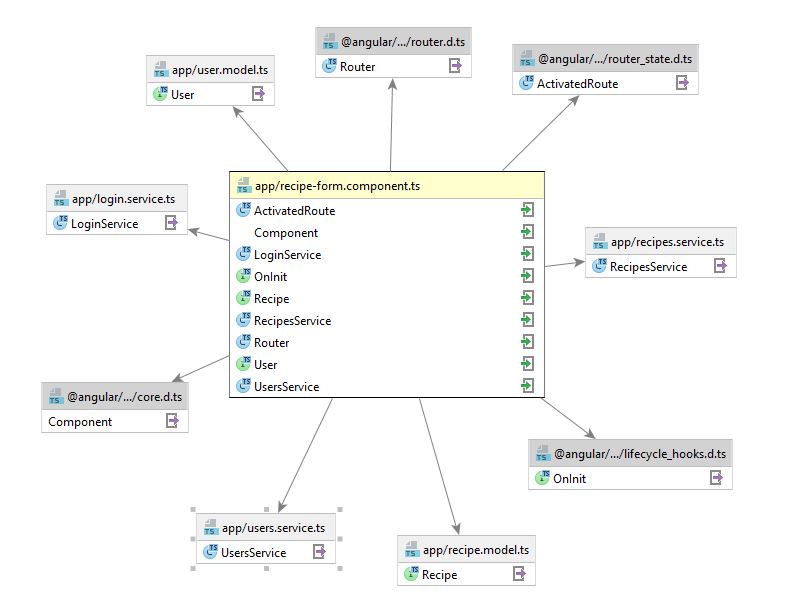 @angular/.../router.d.ts
Router
@angular/.../router_state.d.ts
ActivatedRoute
app/user.model.ts
User
app/login.service.ts
LoginService
app/recipe-form.component.ts
ActivatedRoute
Component
LoginService
OnInit
Recipe
RecipesService
Router
User
UsersService
app/recipes.service.ts
RecipesService
@angular/.../core.d.ts
Component
@angular/.../lifecycle_hooks.d.ts
OnInit
app/users.service.ts
UsersService
app/recipe.model.ts
Recipe